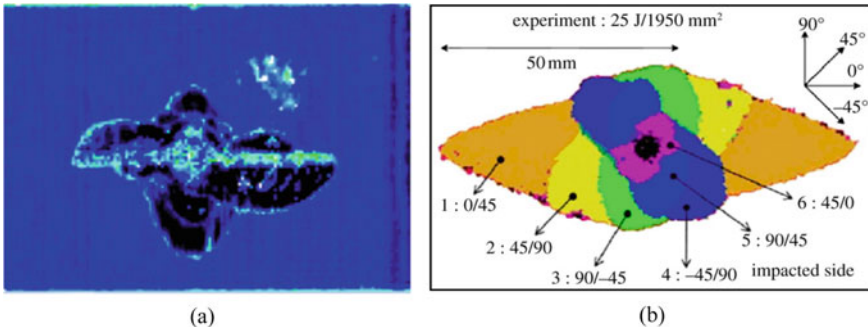 experiment : 25 J/1950 mm²
90°
45°
0°
–45°
50 mm
1 : 0/45
2 : 45/90
3 : 90/–45
4 : –45/90
5 : 90/45
6 : 45/0
impacted side
(a)
(b)